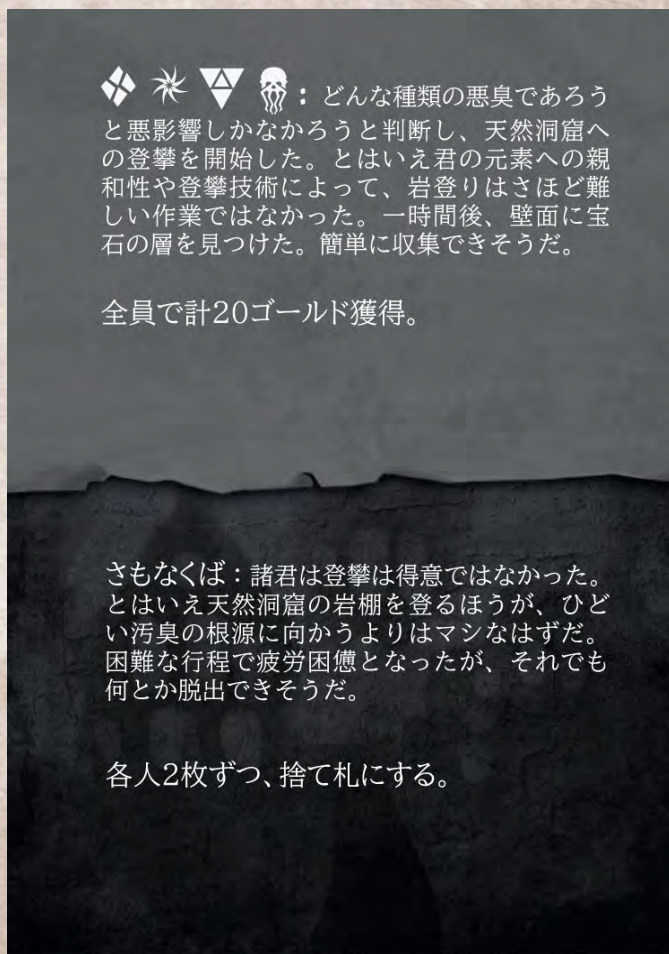 ：どんな種類の悪臭であろう
と悪影響しかなかろうと判断し、天然洞窟へ
の登攀を開始した。とはいえ君の元素への親
和性や登攀技術によって、岩登りはさほど難
しい作業ではなかった。一時間後、壁面に宝
石の層を見つけた。簡単に収集できそうだ。
全員で計20ゴールド獲得。
さもなくば：諸君は登攀は得意ではなかった。
とはいえ天然洞窟の岩棚を登るほうが、ひど
い汚臭の根源に向かうよりはマシなはずだ。
困難な行程で疲労困憊となったが、それでも
何とか脱出できそうだ。
各人2枚ずつ、捨て札にする。